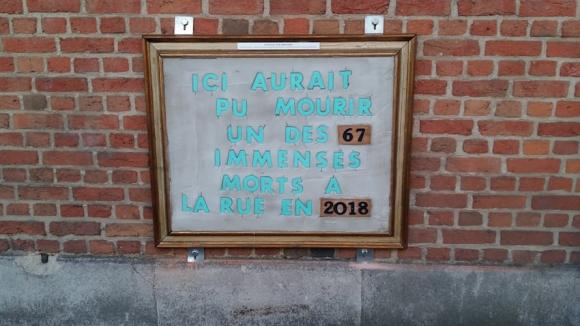 ICI AURAIT
PU MOURIR
UN DES 67
IMMENSES
MORTS A
LA RUE EN 2018